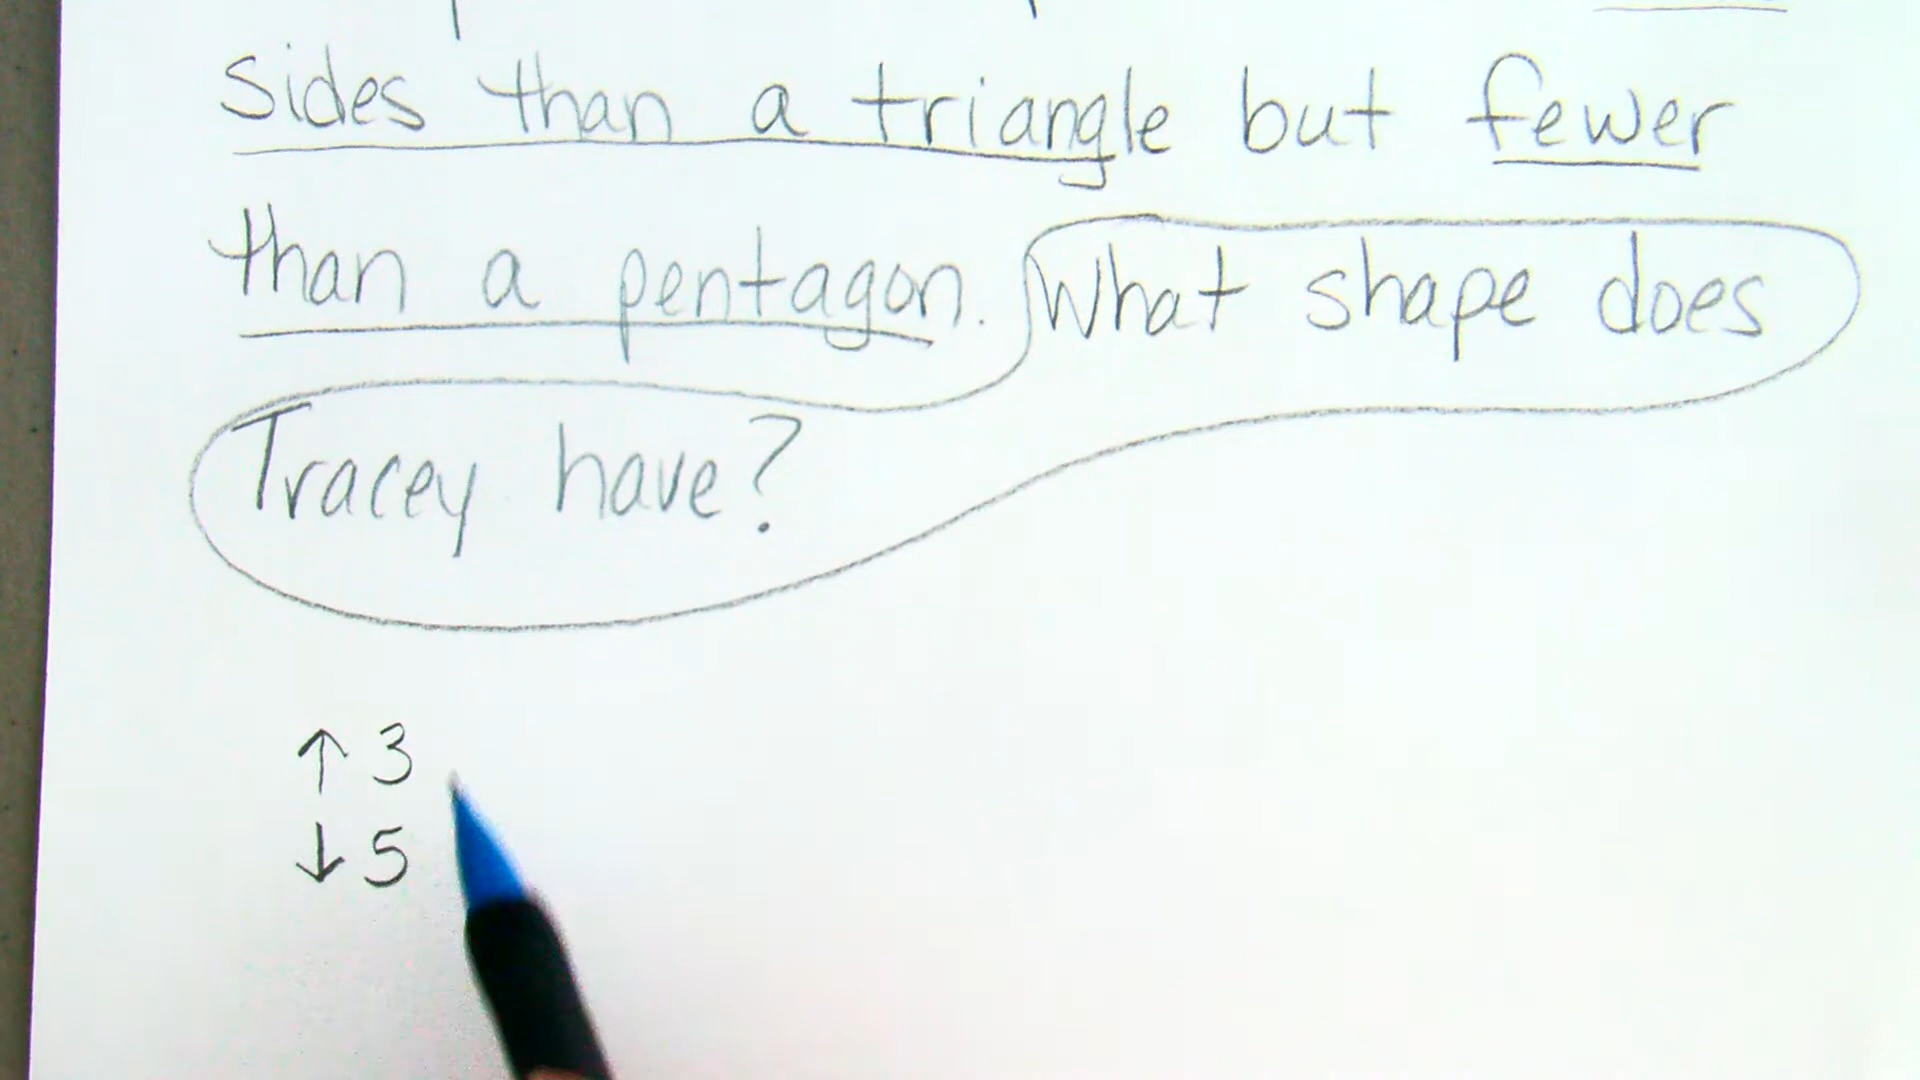 Sides than a triangle but fewer
than a pentagon. What shape does
Tracey have?
↑ 3
↓ 5